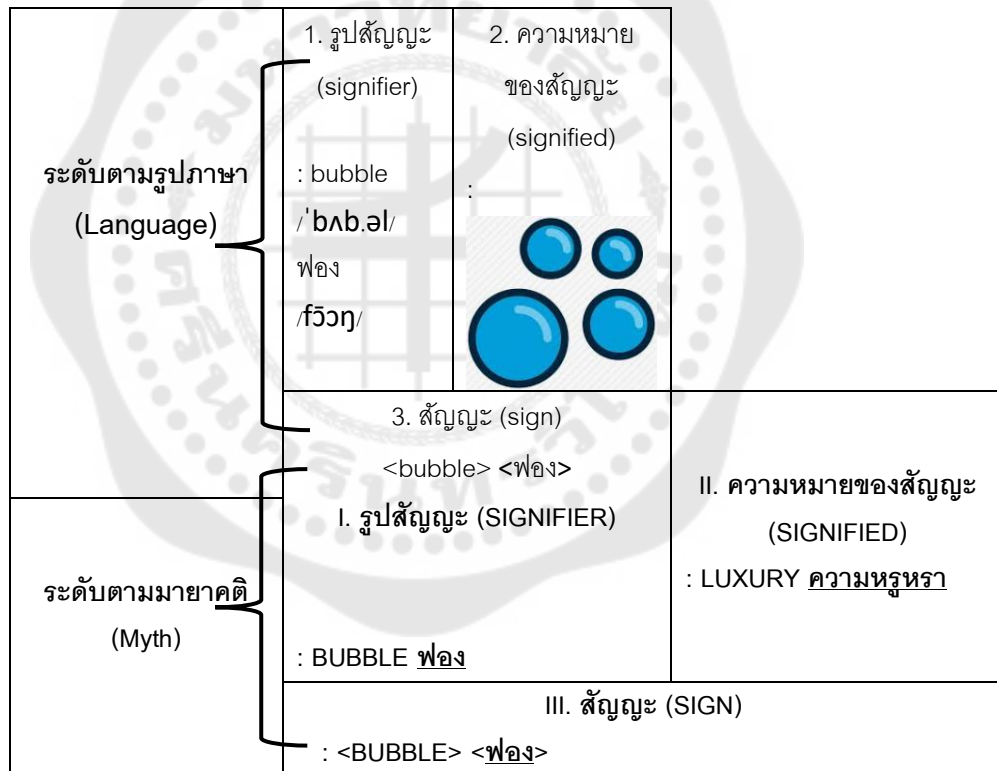 1. รูปสัญญะ
(signifier)
: bubble
/ˈbʌb.əl/
ฟอง
/fɔ̌ɔŋ/
2. ความหมาย
ของสัญญะ
(signified)
:
ระดับตามรูปภาษา
(Language)
3. สัญญะ (sign)
<bubble> <ฟอง>
I. รูปสัญญะ (SIGNIFIER)
: BUBBLE ฟอง
II. ความหมายของสัญญะ
(SIGNIFIED)
: LUXURY ความหรูหรา
ระดับตามมายาคติ
(Myth)
III. สัญญะ (SIGN)
: <BUBBLE> <ฟอง>